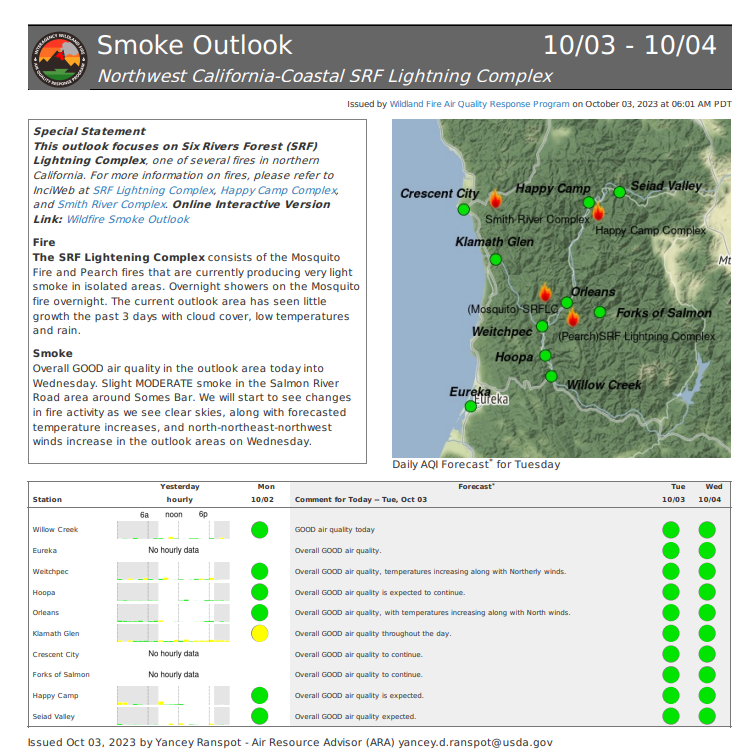 Smoke Outlook
10/03 - 10/04
Northwest California-Coastal SRF Lightning Complex
Issued by Wildland Fire Air Quality Response Program on October 03, 2023 at 06:01 AM PDT
Special Statement
This outlook focuses on Six Rivers Forest (SRF)
Lightning Complex, one of several fires in northern
California. For more information on fires, please refer to
InciWeb at SRF Lightning Complex, Happy Camp Complex,
and Smith River Complex. Online Interactive Version
Link: Wildfire Smoke Outlook
Fire
The SRF Lightening Complex consists of the Mosquito
Fire and Pearch fires that are currently producing very light
smoke in isolated areas. Overnight showers on the Mosquito
fire overnight. The current outlook area has seen little
growth the past 3 days with cloud cover, low temperatures
and rain.
Smoke
Overall GOOD air quality in the outlook area today into
Wednesday. Slight MODERATE smoke in the Salmon River
Road area around Somes Bar. We will start to see changes
in fire activity as we see clear skies, along with forecasted
temperature increases, and north-northeast-northwest
winds increase in the outlook areas on Wednesday.
Crescent City
Happy Camp
Seiad Valley
Smith River Complex
Happy Camp Complex
Klamath Glen
Mt
Orleans
(Mosquito) SRFLC
Forks of Salmon
Weitchpec
(Pearch)SRF Lightning Complex
Hoopa
Willow Creek
Eureka
Eureka
Daily AQI Forecast* for Tuesday
Yesterday Mon Forecast* Tue Wed
Station hourly 10/02 Comment for Today -- Tue, Oct 03 10/03 10/04
6a noon 6p
Willow Creek GOOD air quality today
Eureka No hourly data Overall GOOD air quality.
Weitchpec Overall GOOD air quality, temperatures increasing along with Northerly winds.
Hoopa Overall GOOD air quality is expected to continue.
Orleans Overall GOOD air quality, with temperatures increasing along with North winds.
Klamath Glen Overall GOOD air quality throughout the day.
Crescent City No hourly data Overall GOOD air quality to continue.
Forks of Salmon No hourly data Overall GOOD air quality to continue.
Happy Camp Overall GOOD air quality is expected.
Seiad Valley Overall GOOD air quality expected.
Issued Oct 03, 2023 by Yancey Ranspot - Air Resource Advisor (ARA) yancey.d.ranspot@usda.gov